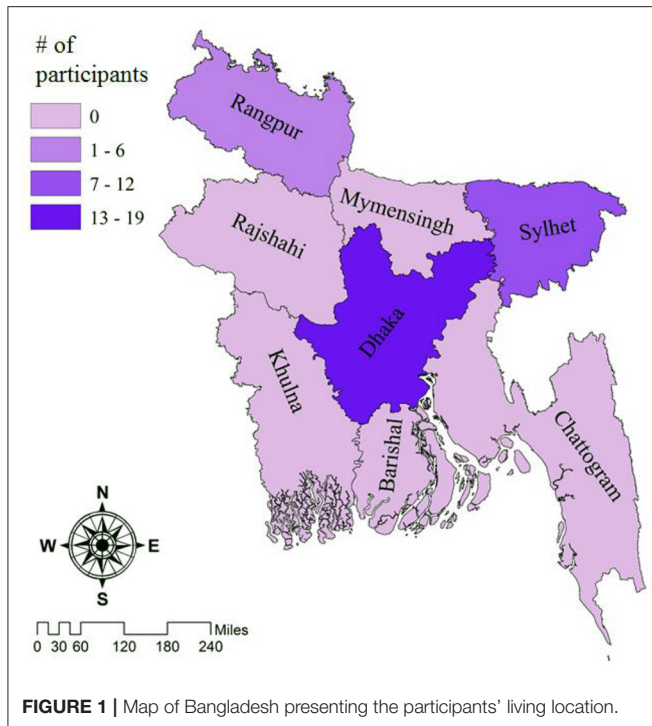 # of
participants
0
1 - 6
7 - 12
13 - 19
Rangpur
Rajshahi
Mymensingh
Sylhet
Dhaka
Khulna
Barishal
Chattogram
N
W E
S
Miles
0 30 60 120 180 240
FIGURE 1 | Map of Bangladesh presenting the participants’ living location.